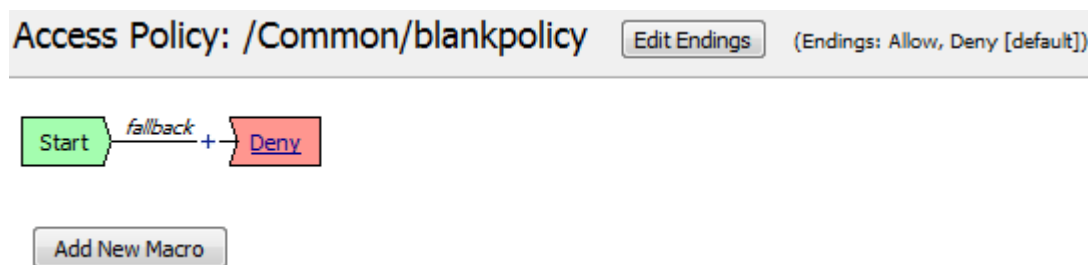 Access Policy: /Common/blankpolicy Edit Endings (Endings: Allow, Deny [default])
Start fallback + Deny
Add New Macro